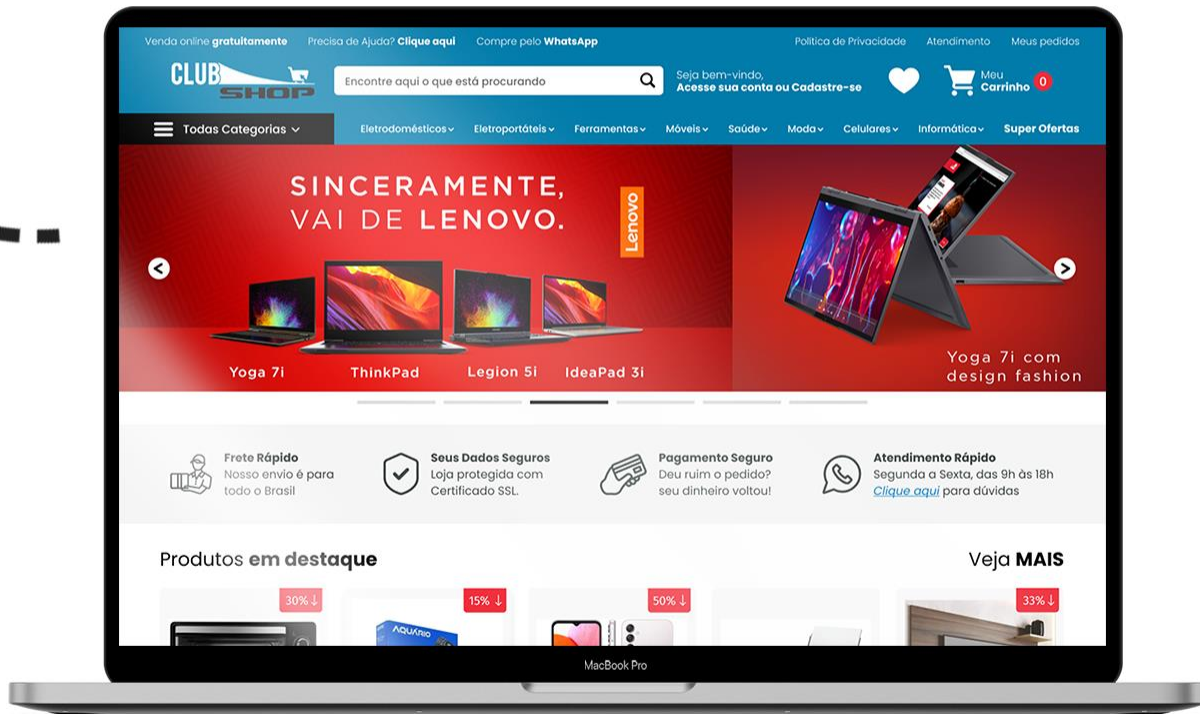 Venda online gratuitamente Precisa de Ajuda? Clique aqui Compre pelo WhatsApp Política de Privacidade Atendimento Meus pedidos
CLUB
SHOP
Encontre aqui o que está procurando
Seja bem-vindo,
Acesse sua conta ou Cadastre-se
Meu
Carrinho 0
Todas Categorias Eletrodomésticos Eletroportáteis Ferramentas Móveis Saúde Moda Celulares Informática Super Ofertas
SINCERAMENTE,
VAI DE LENOVO.
Lenovo
Yoga 7i ThinkPad Legion 5i IdeaPad 3i
Yoga 7i com
design fashion
Frete Rápido
Nosso envio é para
todo o Brasil
Seus Dados Seguros
Loja protegida com
Certificado SSL.
Pagamento Seguro
Deu ruim o pedido?
seu dinheiro voltou!
Atendimento Rápido
Segunda a Sexta, das 9h às 18h
Clique aqui para dúvidas
Produtos em destaque Veja MAIS
30% ↓ 15% ↓ 50% ↓ 33% ↓
AQUÁRIO
MacBook Pro